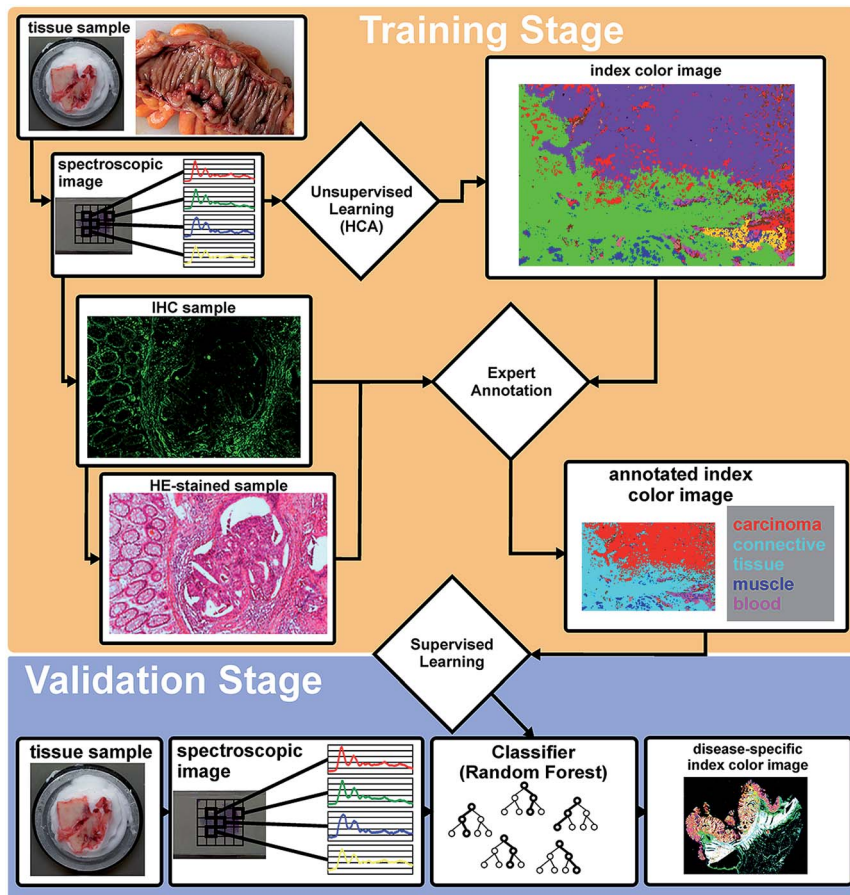 Training Stage
tissue sample
index color image
spectroscopic
image
Unsupervised
Learning
(HCA)
IHC sample
Expert
Annotation
HE-stained sample
annotated index
color image
carcinoma
connective
tissue
muscle
blood
Supervised
Learning
Validation Stage
tissue sample
spectroscopic
image
Classifier
(Random Forest)
disease-specific
index color image